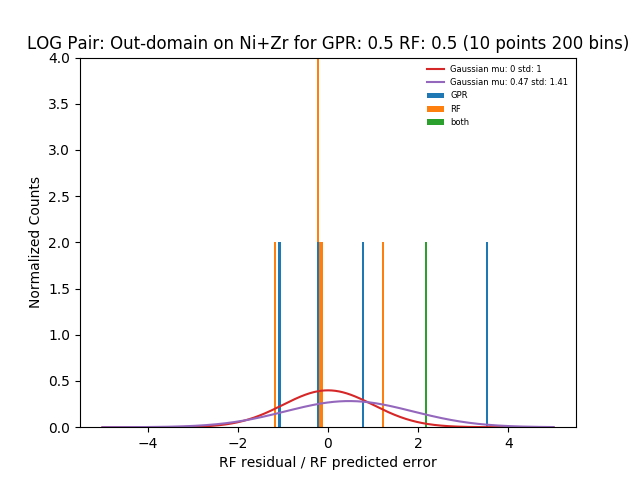 LOG Pair: Out-domain on Ni+Zr for GPR: 0.5 RF: 0.5 (10 points 200 bins)
Gaussian mu: 0 std: 1
Gaussian mu: 0.47 std: 1.41
GPR
RF
both
Normalized Counts
4.0
3.5
3.0
2.5
2.0
1.5
1.0
0.5
0.0
−4 −2 0 2 4
RF residual / RF predicted error